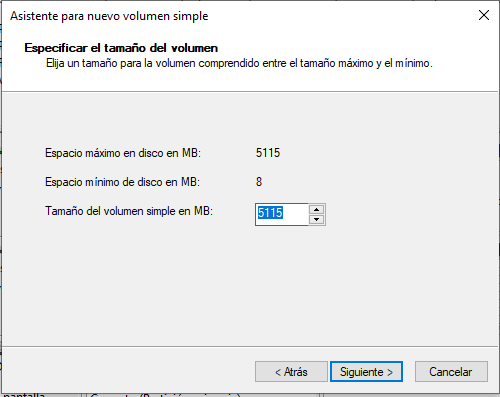 Asistente para nuevo volumen simple
Especificar el tamaño del volumen
Elija un tamaño para la volumen comprendido entre el tamaño máximo y el mínimo.
Espacio máximo en disco en MB: 5115
Espacio mínimo de disco en MB: 8
Tamaño del volumen simple en MB: 5115
< Atrás Siguiente > Cancelar
pantalla